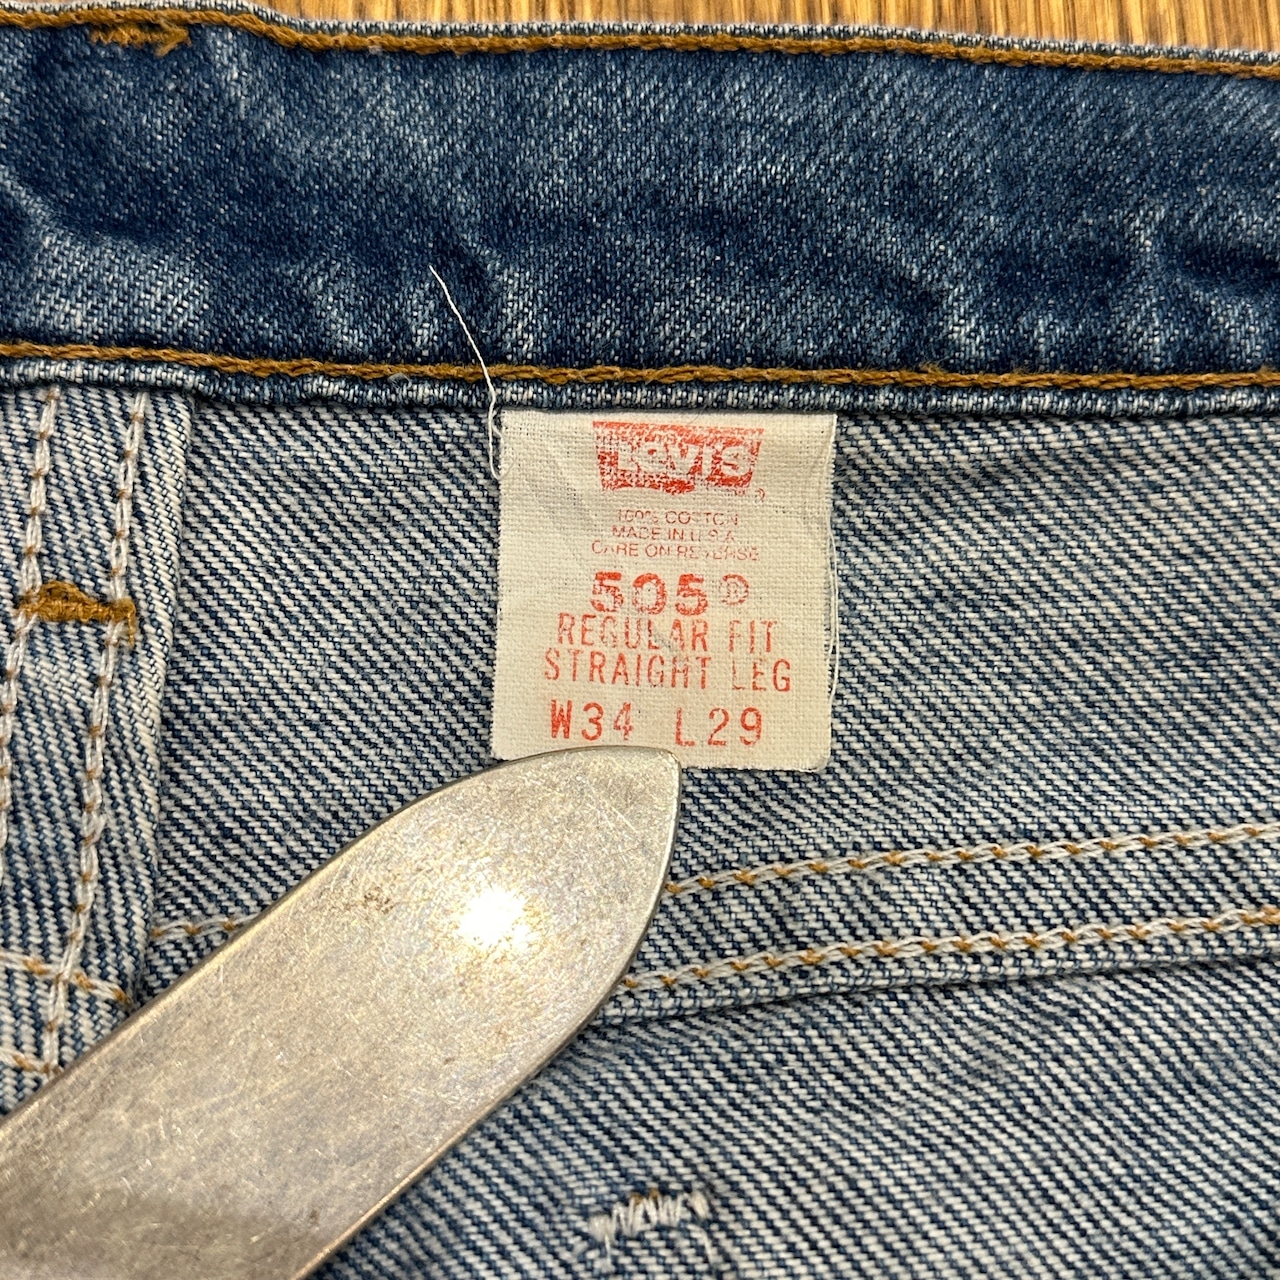 Levi's
®
100% COTTON
MADE IN U.S.A
CARE ON REVERSE
505®
REGULAR FIT
STRAIGHT LEG
W34 L29